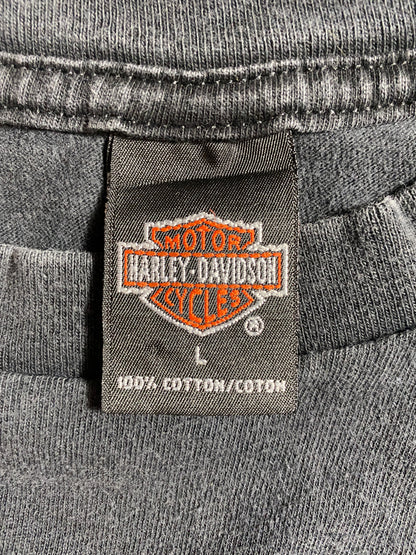 MOTOR
HARLEY-DAVIDSON
CYCLES
®
L
100% COTTON/COTON